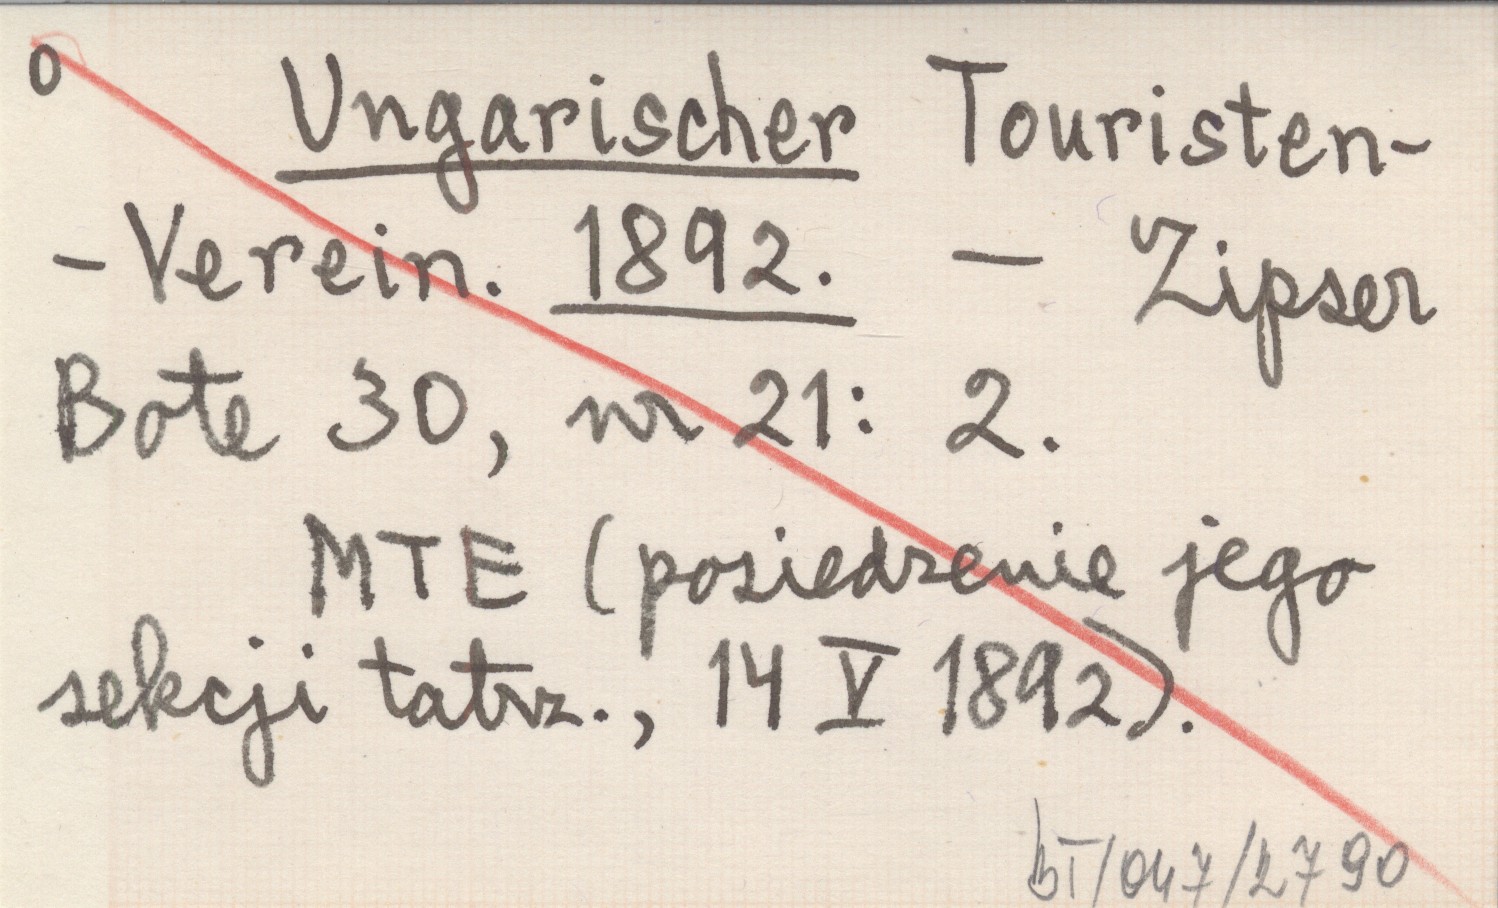 o Ungarischer Touristen-
-Verein. 1892. — Zipser
Bote 30, nr 21: 2.
MTE (posiedzenie jego
sekcji tatrz., 14 V 1892).
BT/047/2790